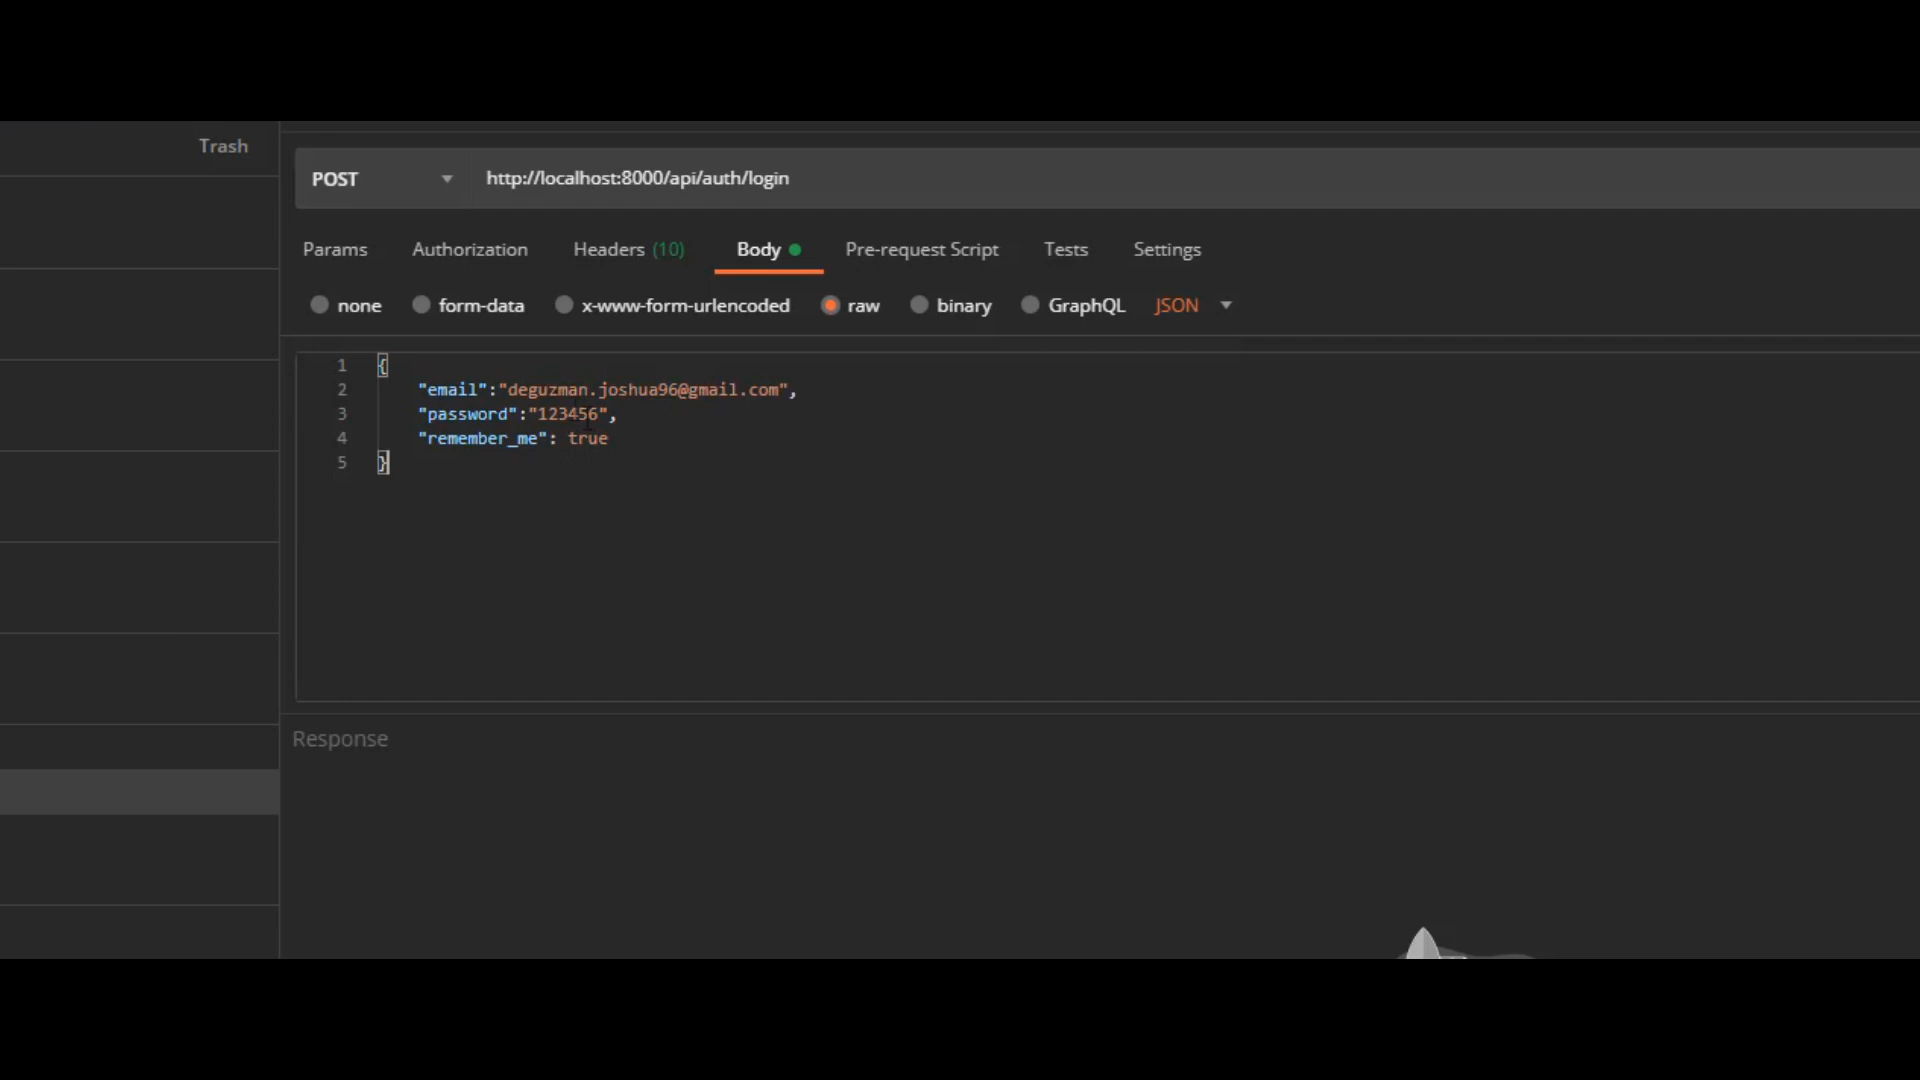 Trash
POST http://localhost:8000/api/auth/login
Params Authorization Headers (10) Body Pre-request Script Tests Settings
none form-data x-www-form-urlencoded raw binary GraphQL JSON
1 {
2 "email":"deguzman.joshua96@gmail.com",
3 "password":"123456",
4 "remember_me": true
5 }
Response